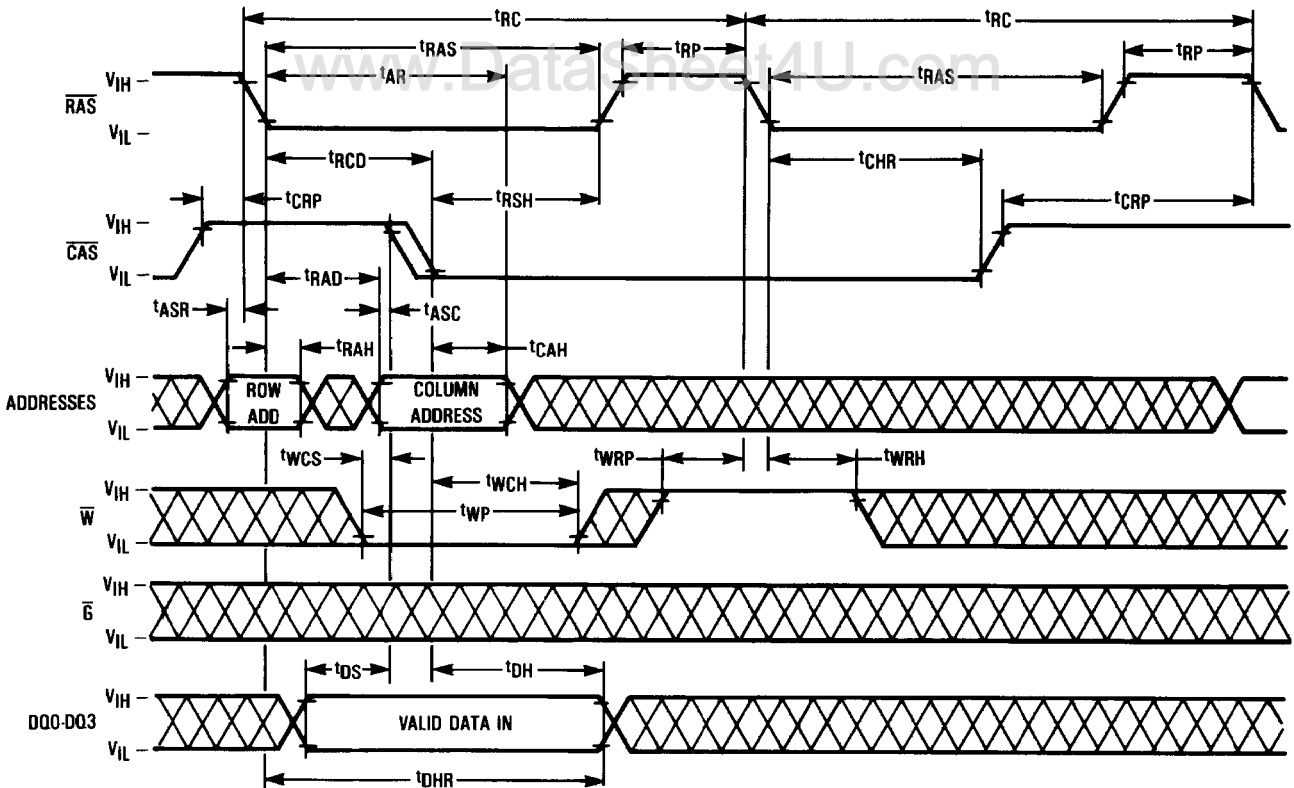 tRC tRC
tRAS tRP tRP
www.DataSheet4U.com
tAR tRAS
VIH
RAS
VIL
tRCD tCHR
tCRP tRSH tCRP
VIH
CAS
VIL
tRAD
tASR tASC
tRAH tCAH
VIH
ADDRESSES ROW ADD COLUMN ADDRESS
VIL
tWCS tWRP tWRH
tWCH
VIH
W tWP
VIL
VIH
G
VIL
tDS tDH
VIH
DQ0-DQ3 VALID DATA IN
VIL
tDHR